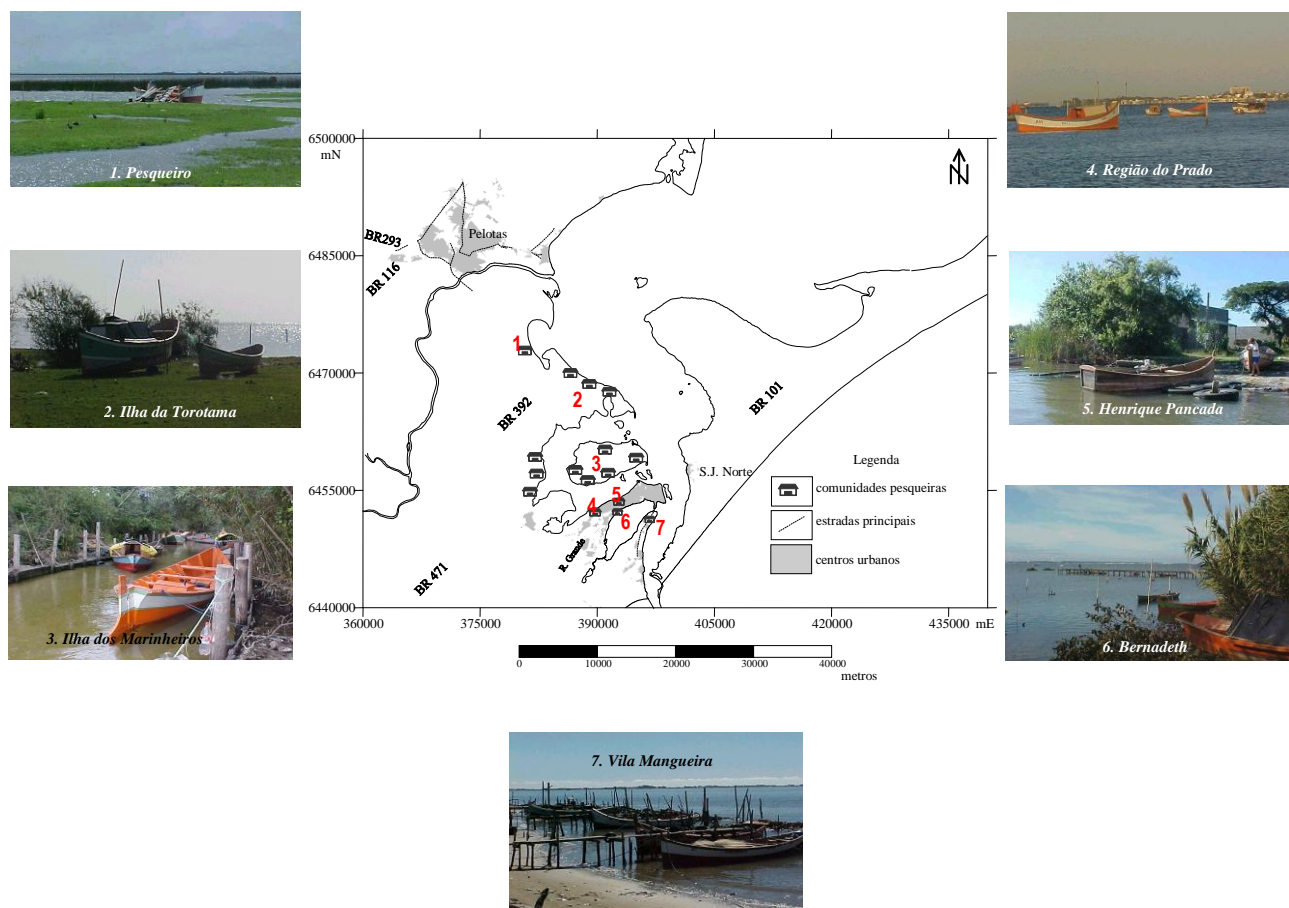 1. Pesqueiro
2. Ilha da Torotama
3. Ilha dos Marinheiros
6500000
mN
6485000
6470000
6455000
6440000
360000
375000
390000
405000
420000
435000
mE
N
Pelotas
BR293
BR 116
1
2
BR 392
BR 101
3
S.J. Norte
5
4
6
7
R. Grande
BR 471
Legenda
comunidades pesqueiras
estradas principais
centros urbanos
0
10000
20000
30000
40000
metros
4. Região do Prado
5. Henrique Pancada
6. Bernadeth
7. Vila Mangueira